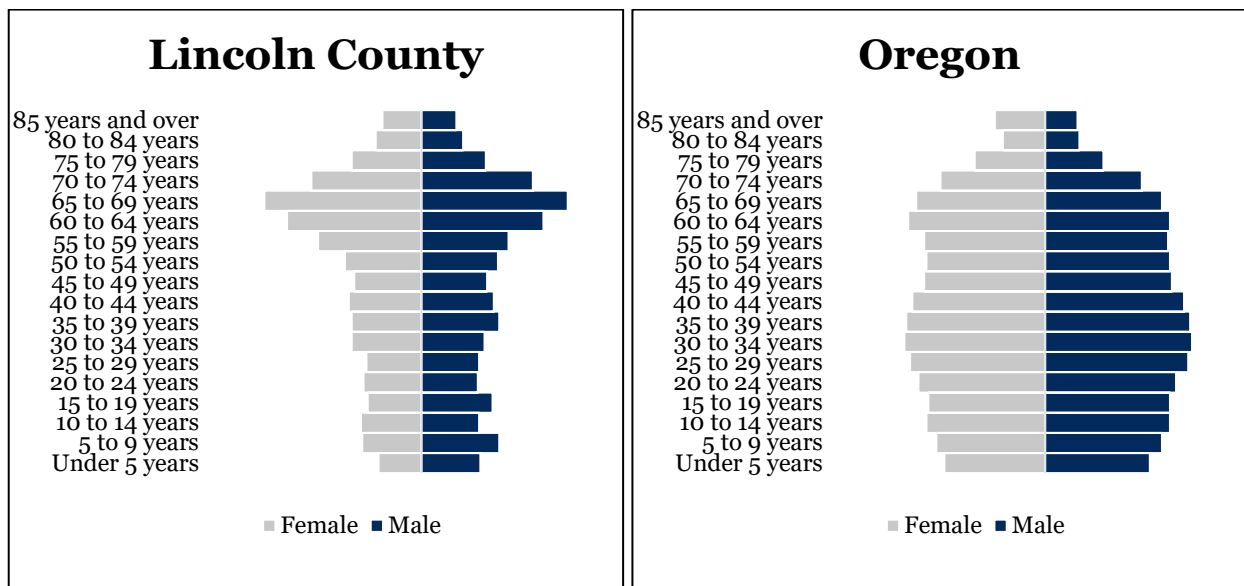 Lincoln County
85 years and over
80 to 84 years
75 to 79 years
70 to 74 years
65 to 69 years
60 to 64 years
55 to 59 years
50 to 54 years
45 to 49 years
40 to 44 years
35 to 39 years
30 to 34 years
25 to 29 years
20 to 24 years
15 to 19 years
10 to 14 years
5 to 9 years
Under 5 years
Female Male
Oregon
85 years and over
80 to 84 years
75 to 79 years
70 to 74 years
65 to 69 years
60 to 64 years
55 to 59 years
50 to 54 years
45 to 49 years
40 to 44 years
35 to 39 years
30 to 34 years
25 to 29 years
20 to 24 years
15 to 19 years
10 to 14 years
5 to 9 years
Under 5 years
Female Male